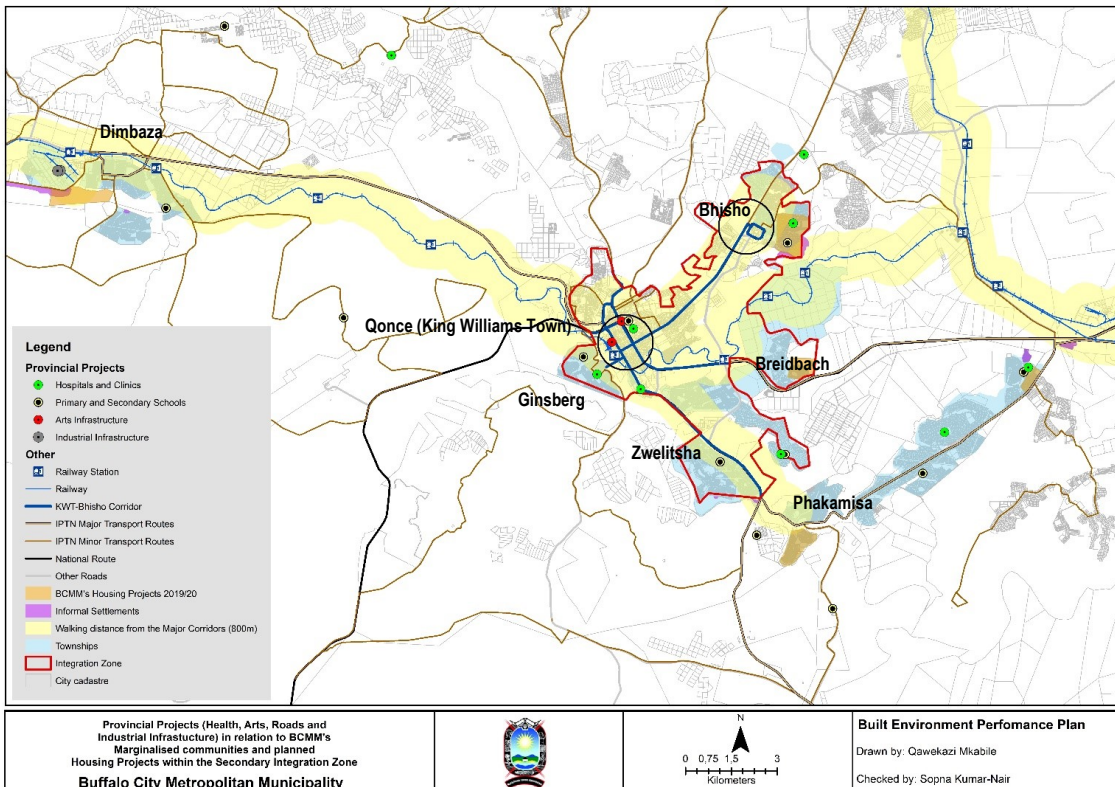 Dimbaza
Bhisho
Qonce (King Williams Town)
Breidbach
Ginsberg
Zwelitsha
Phakamisa
Legend
Provincial Projects
Hospitals and Clinics
Primary and Secondary Schools
Arts Infrastructure
Industrial Infrastructure
Other
Railway Station
Railway
KWT-Bhisho Corridor
IPTN Major Transport Routes
IPTN Minor Transport Routes
National Route
Other Roads
BCMM's Housing Projects 2019/20
Informal Settlements
Walking distance from the Major Corridors (800m)
Townships
Integration Zone
City cadastre
Provincial Projects (Health, Arts, Roads and
Industrial Infrastucture) in relation to BCMM's
Marginalised communities and planned
Housing Projects within the Secondary Integration Zone
Buffalo City Metropolitan Municipality
N
0 0,75 1,5 3
Kilometers
Built Environment Perfomance Plan
Drawn by: Qawekazi Mkabile
Checked by: Sopna Kumar-Nair